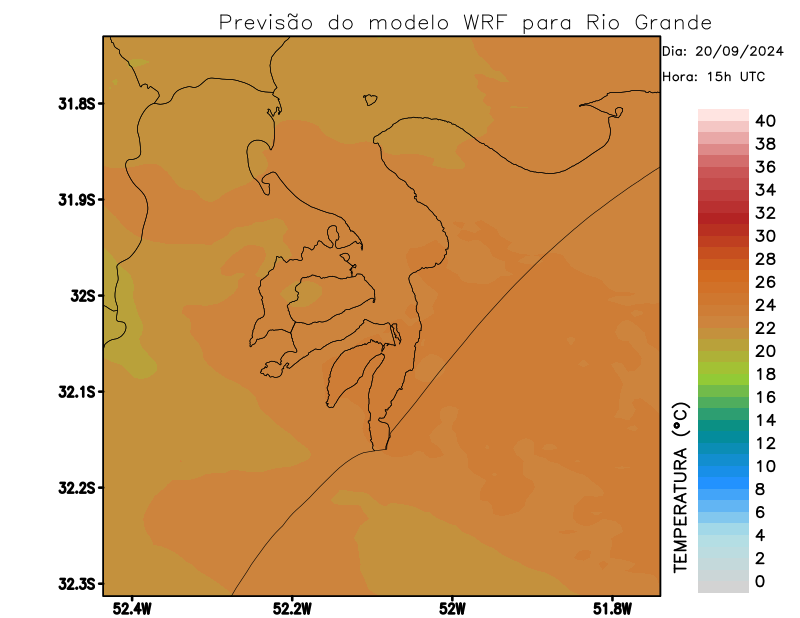 Previsão do modelo WRF para Rio Grande
Dia: 20/09/2024
Hora: 15h UTC
31.8S
31.9S
32S
32.1S
32.2S
32.3S
52.4W
52.2W
52W
51.8W
TEMPERATURA (°C)
40
38
36
34
32
30
28
26
24
22
20
18
16
14
12
10
8
6
4
2
0